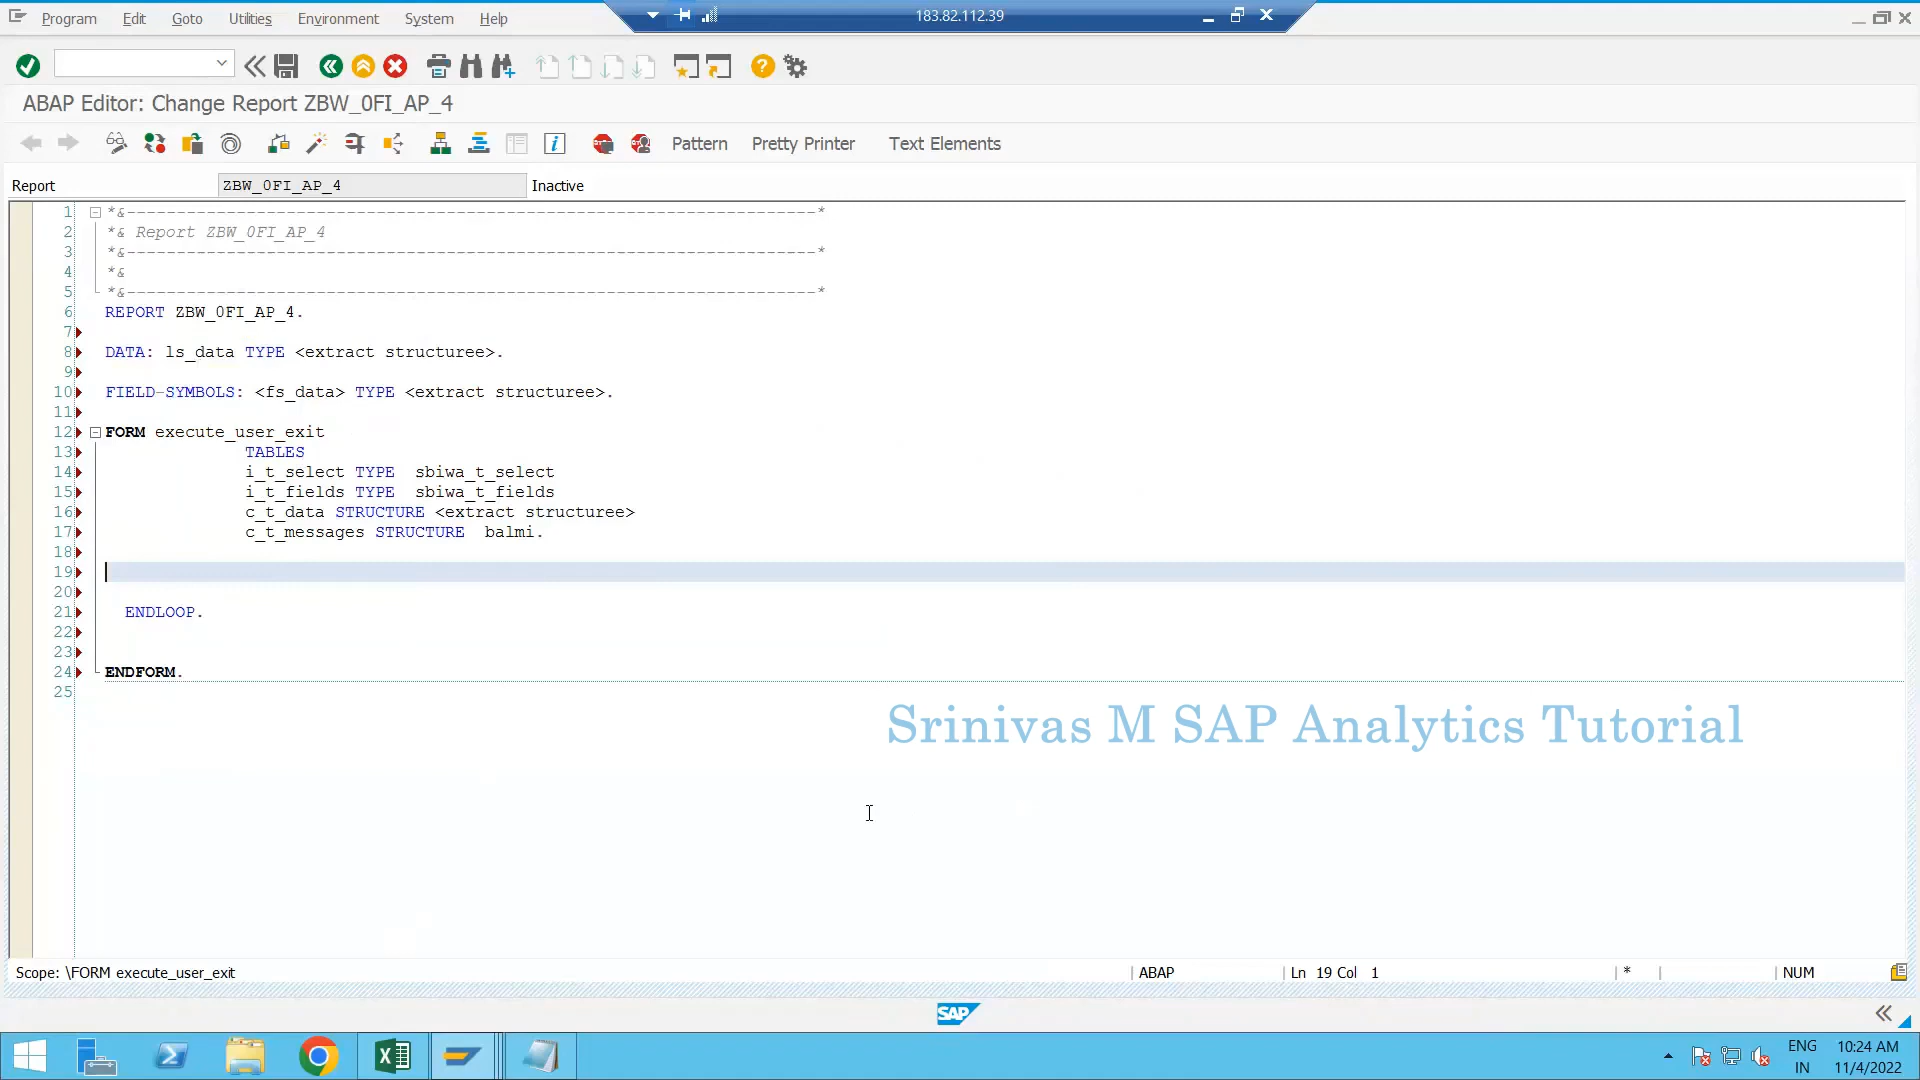 Program Edit Goto Utilities Environment System Help
183.82.112.39
ABAP Editor: Change Report ZBW_0FI_AP_4
Pattern Pretty Printer Text Elements
Report ZBW_0FI_AP_4 Inactive
1 *&---------------------------------------------------------------------*
2 *& Report ZBW_0FI_AP_4
3 *&---------------------------------------------------------------------*
4 *&
5 *&---------------------------------------------------------------------*
6 REPORT ZBW_0FI_AP_4.
7
8 DATA: ls_data TYPE <extract structuree>.
9
10 FIELD-SYMBOLS: <fs_data> TYPE <extract structuree>.
11
12 FORM execute_user_exit
13 TABLES
14 i_t_select TYPE sbiwa_t_select
15 i_t_fields TYPE sbiwa_t_fields
16 c_t_data STRUCTURE <extract structuree>
17 c_t_messages STRUCTURE balmi.
18
19
20
21 ENDLOOP.
22
23
24 ENDFORM.
25
Srinivas M SAP Analytics Tutorial
Scope: \FORM execute_user_exit ABAP Ln 19 Col 1 * NUM
SAP
ENG 10:24 AM
IN 11/4/2022